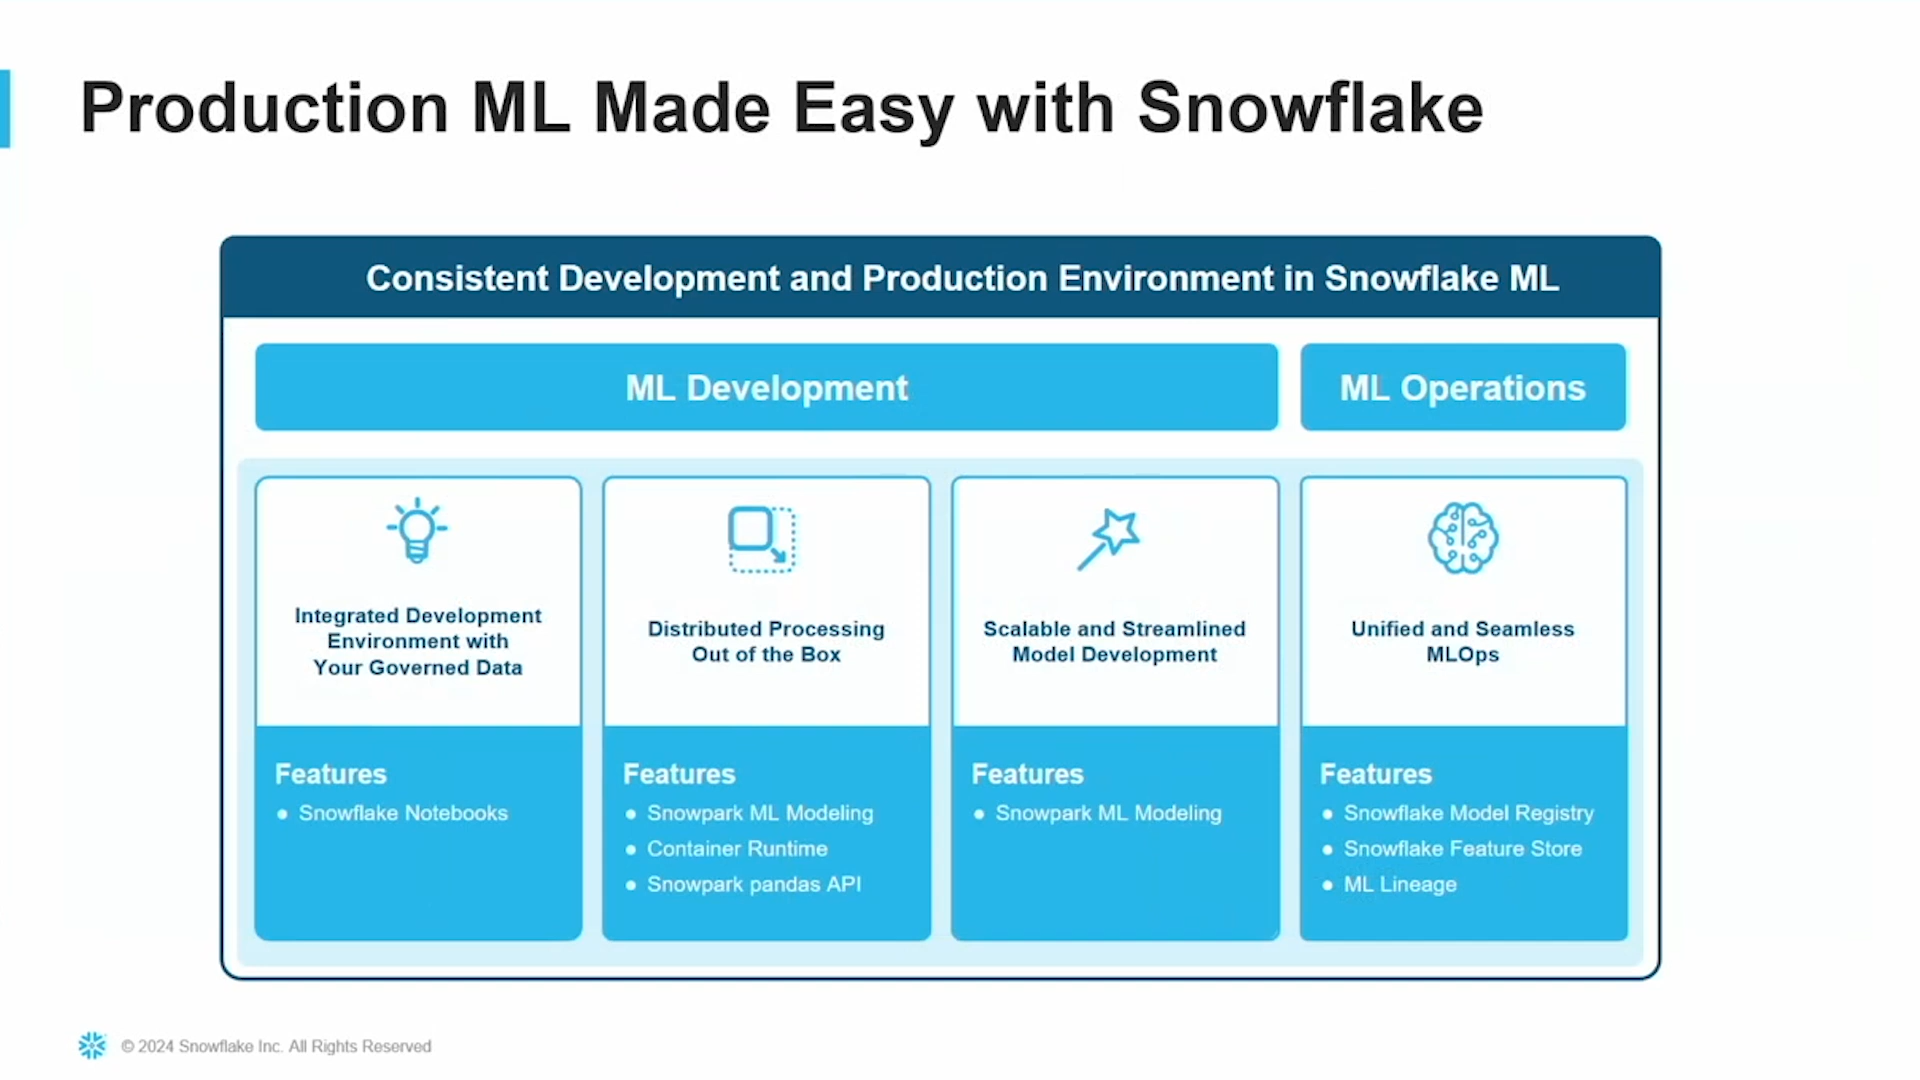 Production ML Made Easy with Snowflake
Consistent Development and Production Environment in Snowflake ML
ML Development
ML Operations
Integrated Development
Environment with
Your Governed Data
Features
● Snowflake Notebooks
Distributed Processing
Out of the Box
Features
● Snowpark ML Modeling
● Container Runtime
● Snowpark pandas API
Scalable and Streamlined
Model Development
Features
● Snowpark ML Modeling
Unified and Seamless
MLOps
Features
● Snowflake Model Registry
● Snowflake Feature Store
● ML Lineage
© 2024 Snowflake Inc. All Rights Reserved